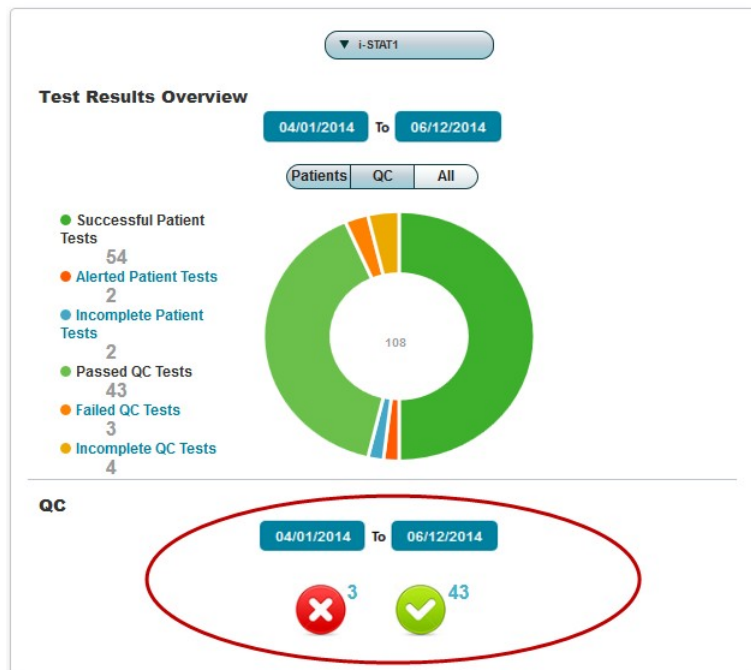 i-STAT1
Test Results Overview
04/01/2014 To 06/12/2014
Patients QC All
Successful Patient
Tests
54
Alerted Patient Tests
2
Incomplete Patient
Tests
2
Passed QC Tests
43
Failed QC Tests
3
Incomplete QC Tests
4
108
QC
04/01/2014 To 06/12/2014
3 43